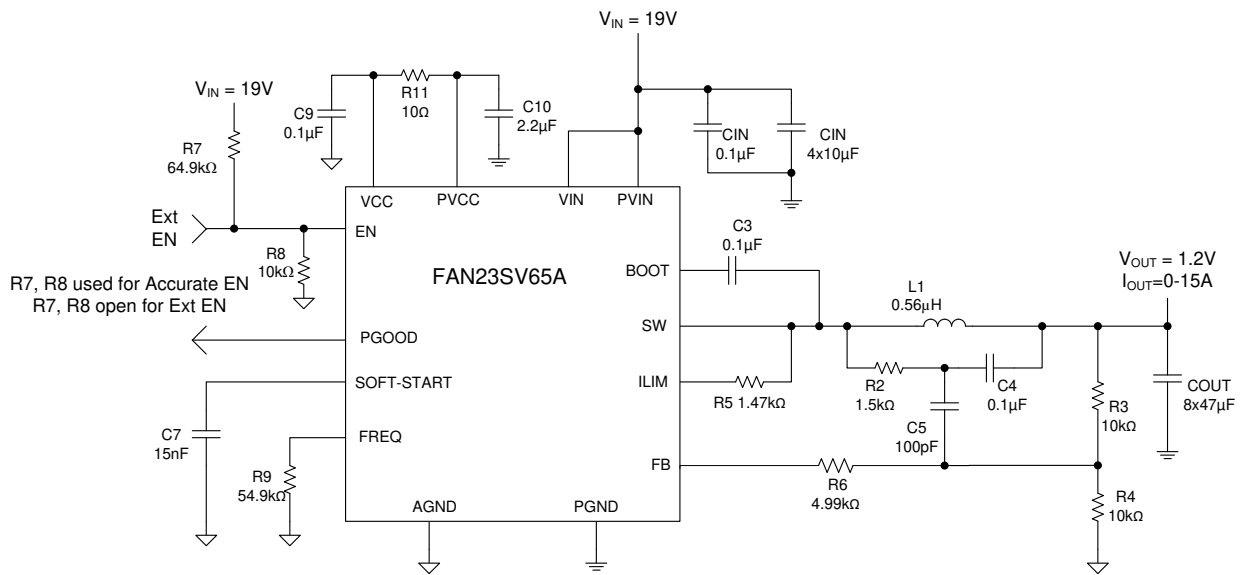 V_IN = 19V
V_IN = 19V
R11
10Ω
C9
0.1µF
C10
2.2µF
CIN
0.1µF
CIN
4x10µF
R7
64.9kΩ
VCC
PVCC
VIN
PVIN
Ext
EN
EN
R8
10kΩ
R7, R8 used for Accurate EN
R7, R8 open for Ext EN
FAN23SV65A
C3
0.1µF
BOOT
V_OUT = 1.2V
I_OUT=0-15A
L1
0.56µH
SW
PGOOD
SOFT-START
ILIM
R5 1.47kΩ
R2
1.5kΩ
C4
0.1µF
COUT
8x47µF
R3
10kΩ
C5
100pF
C7
15nF
FREQ
R9
54.9kΩ
FB
R6
4.99kΩ
R4
10kΩ
AGND
PGND